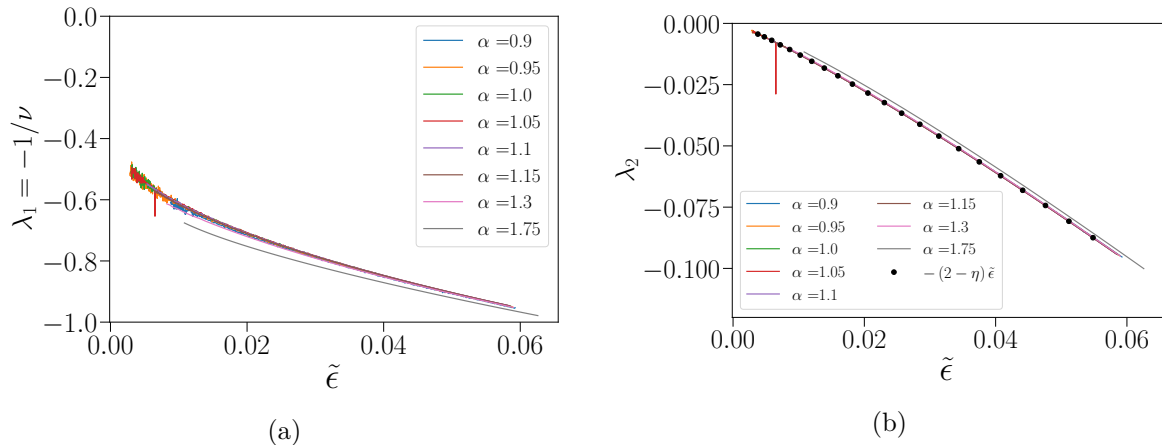 0.0
−0.2
−0.4
−0.6
−0.8
−1.0
λ₁ = −1/ν
0.00
0.02
0.04
0.06
ϵ̃
α =0.9
α =0.95
α =1.0
α =1.05
α =1.1
α =1.15
α =1.3
α =1.75
(a)
0.000
−0.025
−0.050
−0.075
−0.100
λ₂
0.00
0.02
0.04
0.06
ϵ̃
α =0.9
α =0.95
α =1.0
α =1.05
α =1.1
α =1.15
α =1.3
α =1.75
− (2 − η) ϵ̃
(b)